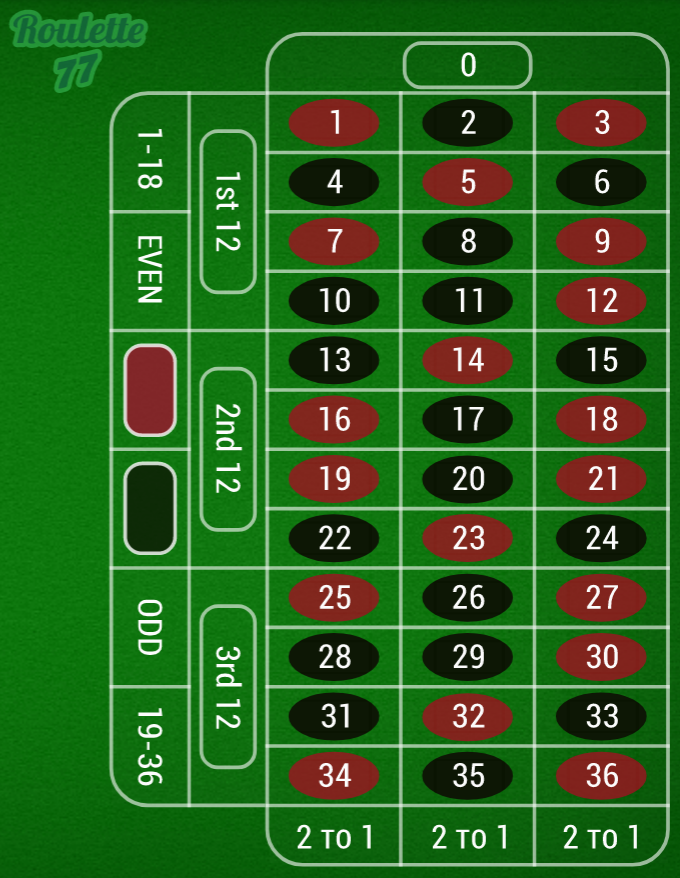 Roulette
77
0
1 2 3
4 5 6
7 8 9
10 11 12
13 14 15
16 17 18
19 20 21
22 23 24
25 26 27
28 29 30
31 32 33
34 35 36
2 TO 1 2 TO 1 2 TO 1
1st 12
2nd 12
3rd 12
1-18
EVEN
ODD
19-36